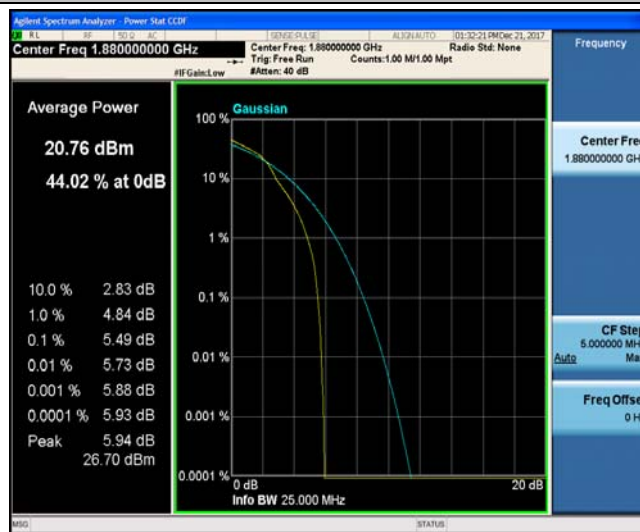 Agilent Spectrum Analyzer - Power Stat CCDF
RL RF 50 Ω AC SENSE:PULSE ALIGN AUTO 01:32:21 PM Dec 21, 2017
Center Freq 1.880000000 GHz
Center Freq: 1.880000000 GHz Radio Std: None
Trig: Free Run Counts:1.00 M/1.00 Mpt
#IFGain:Low #Atten: 40 dB
Average Power
20.76 dBm
44.02 % at 0dB
10.0 % 2.83 dB
1.0 % 4.84 dB
0.1 % 5.49 dB
0.01 % 5.73 dB
0.001 % 5.88 dB
0.0001 % 5.93 dB
Peak 5.94 dB
26.70 dBm
Gaussian
100 %
10 %
1 %
0.1 %
0.01 %
0.001 %
0.0001 %
0 dB 20 dB
Info BW 25.000 MHz
Frequency
Center Fre
1.880000000 GH
CF Step
5.000000 MH
Auto Ma
Freq Offse
0 H
MSG STATUS